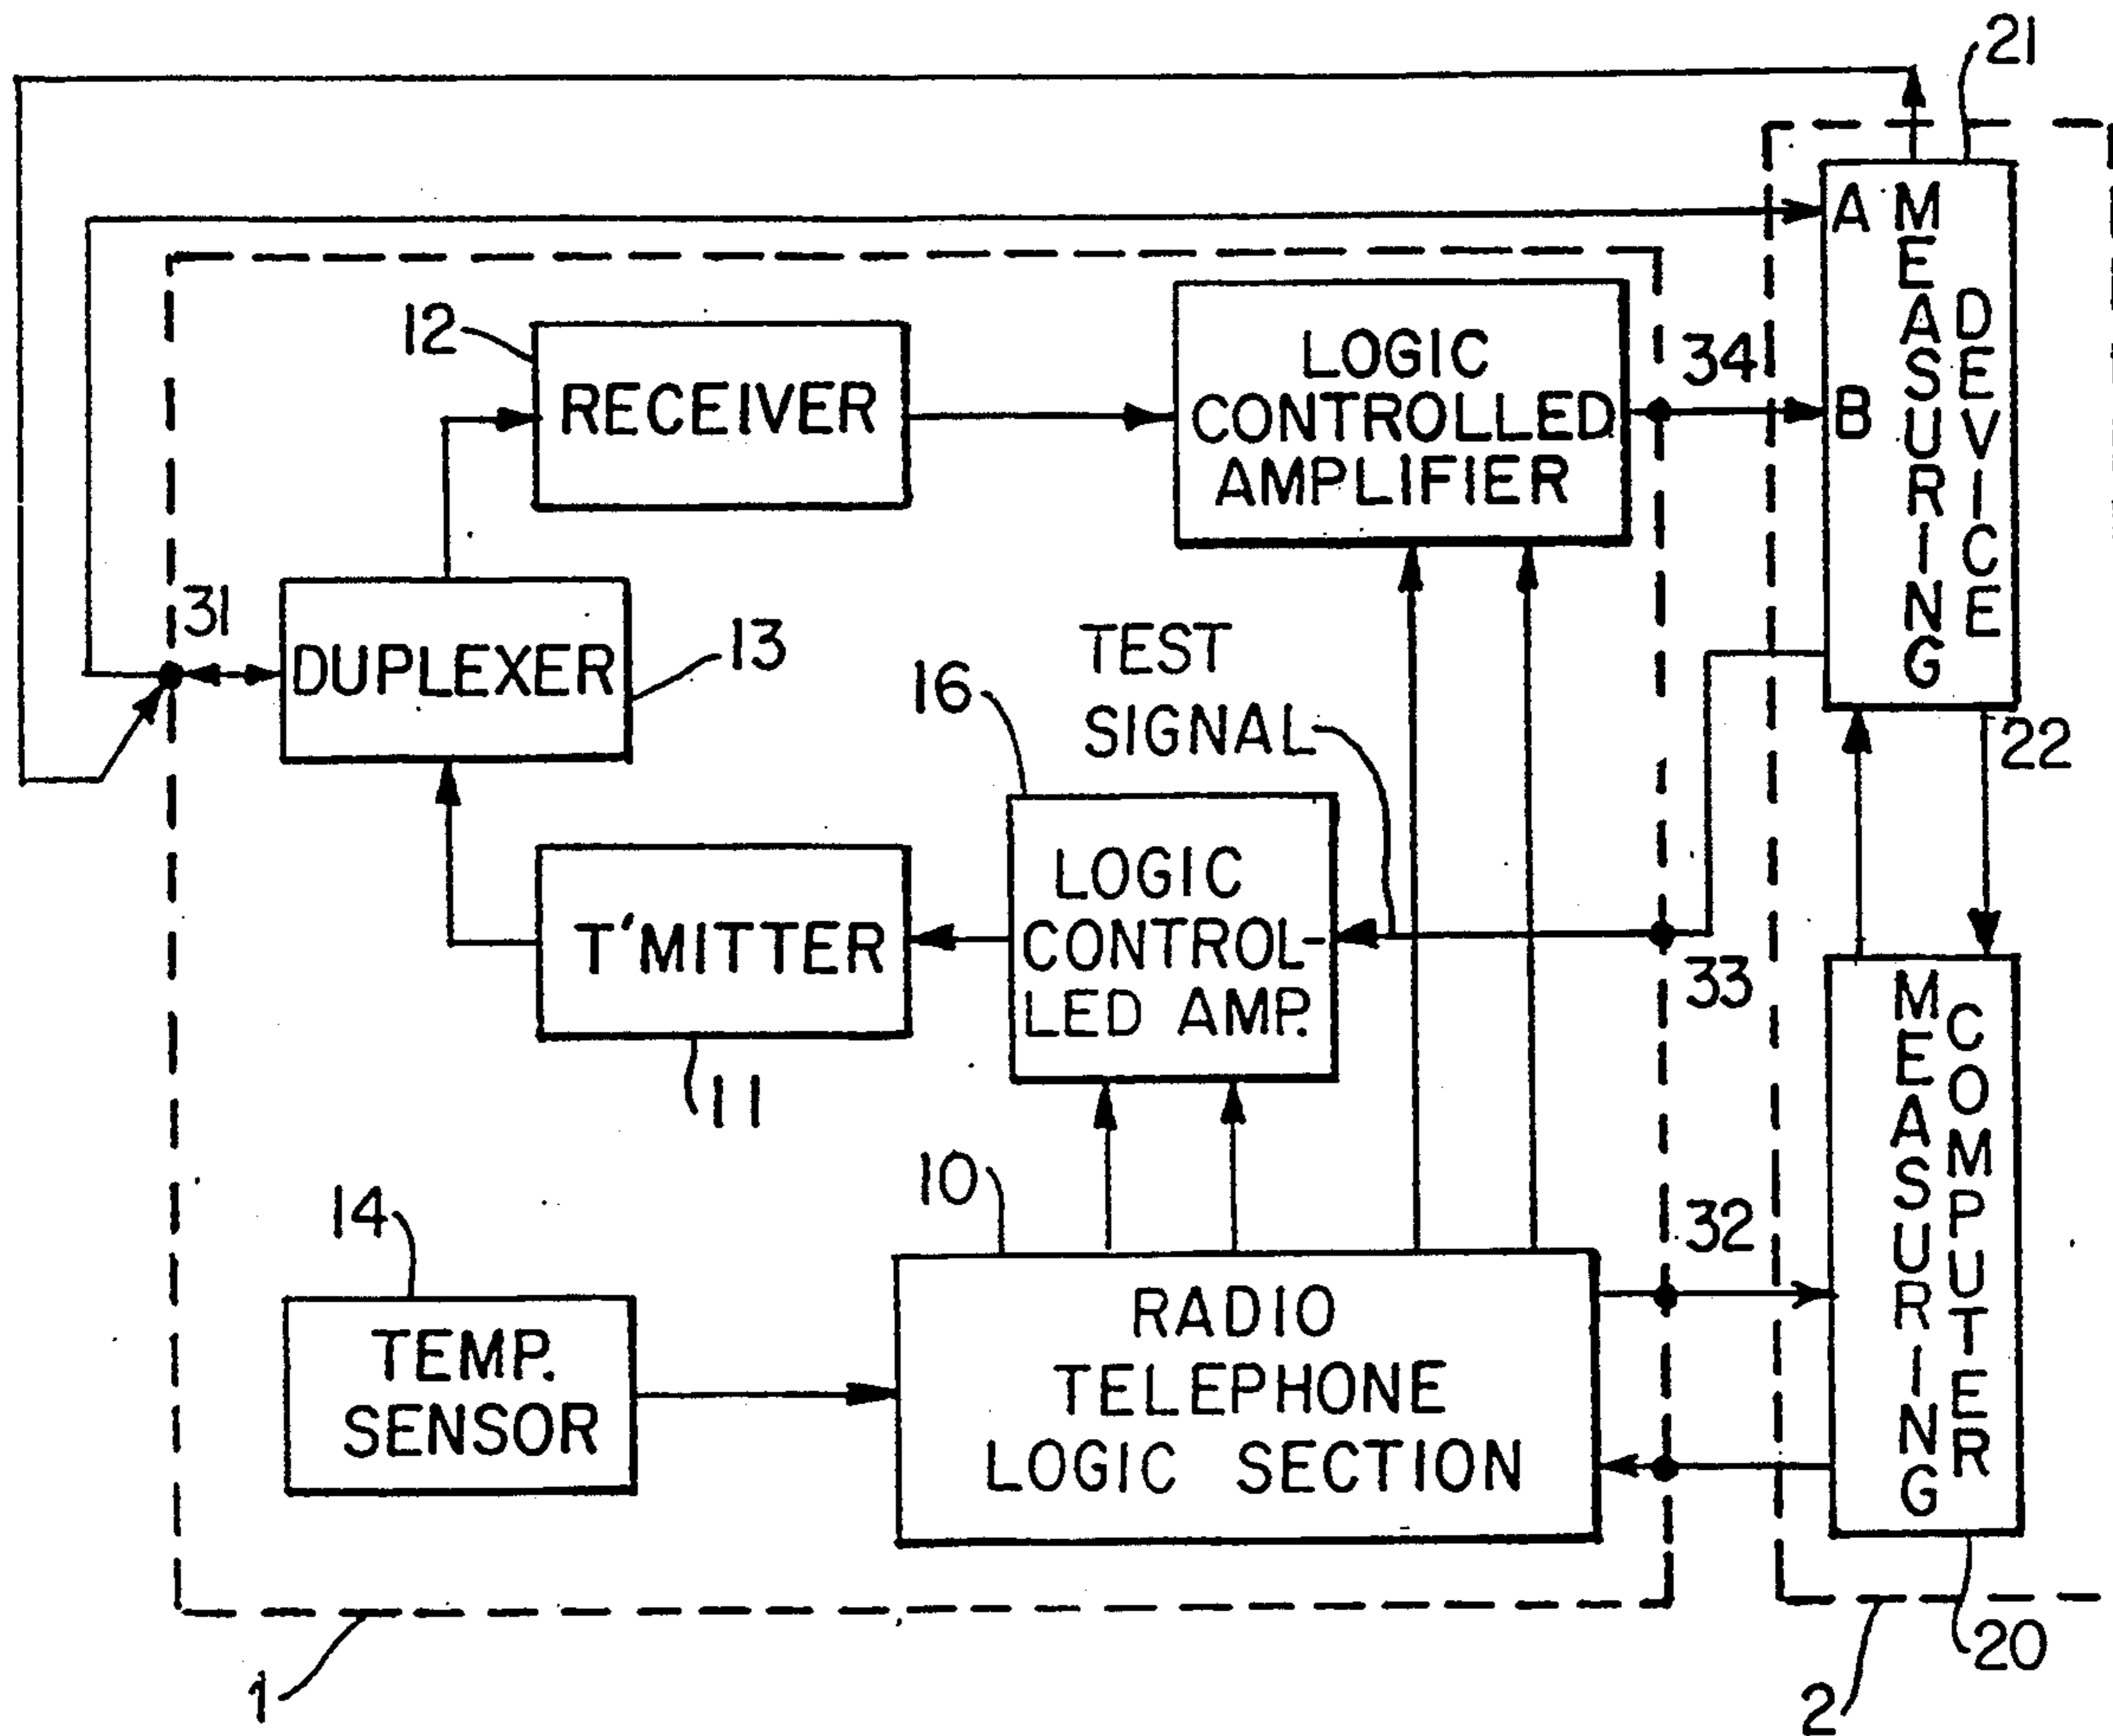 21
A
MEASURING
DEVICE
B
12
RECEIVER
LOGIC
CONTROLLED
AMPLIFIER
34
31
DUPLEXER
13
TEST
SIGNAL
16
22
T'MITTER
11
LOGIC
CONTROL-
LED AMP.
33
MEASURING
COMPUTER
10
32
14
TEMP.
SENSOR
RADIO
TELEPHONE
LOGIC SECTION
1
2
20